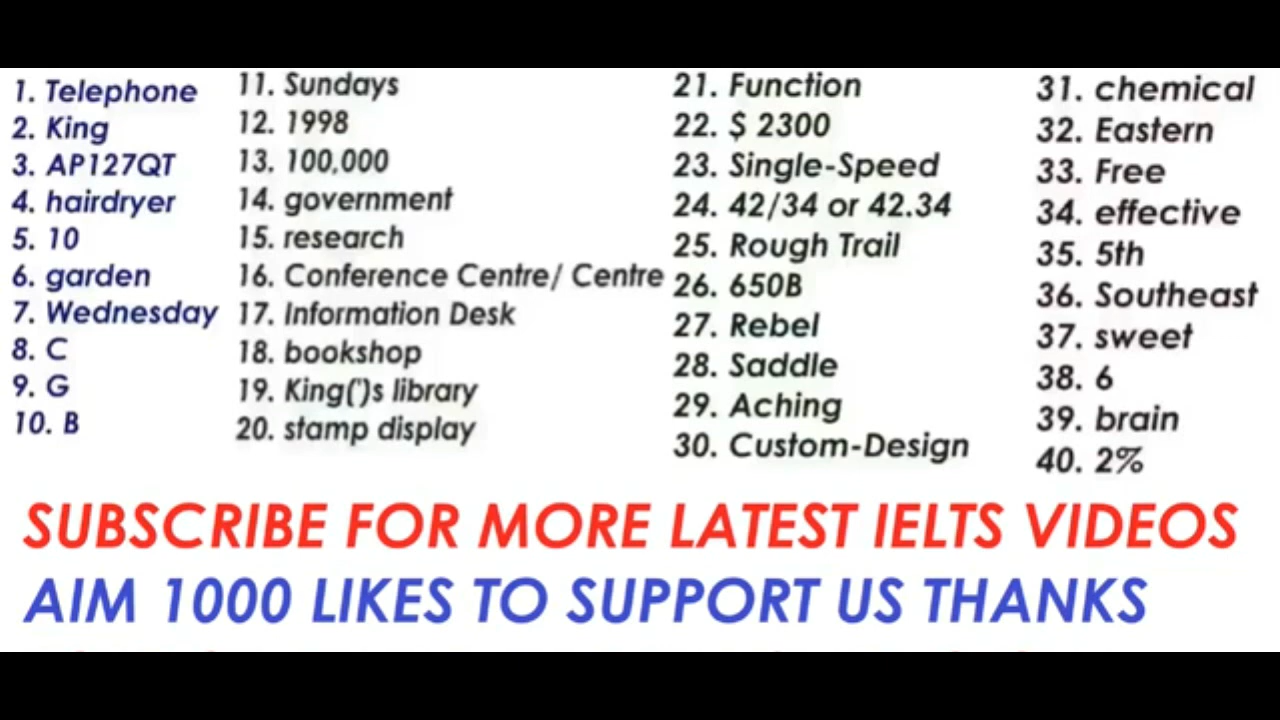 1. Telephone
2. King
3. AP127QT
4. hairdryer
5. 10
6. garden
7. Wednesday
8. C
9. G
10. B
11. Sundays
12. 1998
13. 100,000
14. government
15. research
16. Conference Centre/ Centre
17. Information Desk
18. bookshop
19. King(')s library
20. stamp display
21. Function
22. $ 2300
23. Single-Speed
24. 42/34 or 42.34
25. Rough Trail
26. 650B
27. Rebel
28. Saddle
29. Aching
30. Custom-Design
31. chemical
32. Eastern
33. Free
34. effective
35. 5th
36. Southeast
37. sweet
38. 6
39. brain
40. 2%
SUBSCRIBE FOR MORE LATEST IELTS VIDEOS
AIM 1000 LIKES TO SUPPORT US THANKS